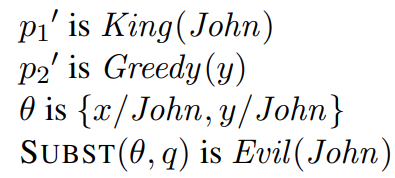 p₁′ is King(John)
p₂′ is Greedy(y)
θ is {x/John, y/John}
SUBST(θ, q) is Evil(John)